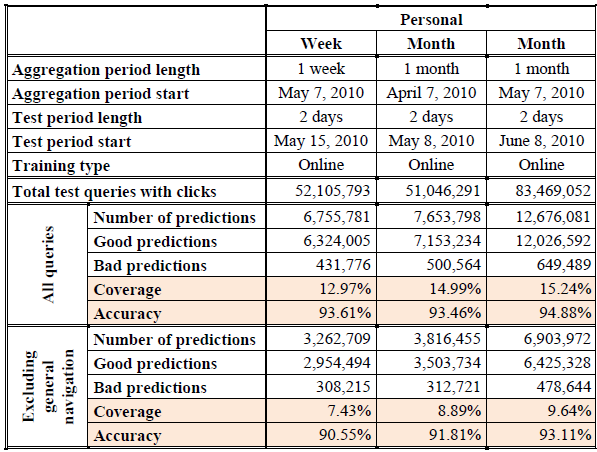 Personal
Week Month Month
Aggregation period length 1 week 1 month 1 month
Aggregation period start May 7, 2010 April 7, 2010 May 7, 2010
Test period length 2 days 2 days 2 days
Test period start May 15, 2010 May 8, 2010 June 8, 2010
Training type Online Online Online
Total test queries with clicks 52,105,793 51,046,291 83,469,052
All queries
Number of predictions 6,755,781 7,653,798 12,676,081
Good predictions 6,324,005 7,153,234 12,026,592
Bad predictions 431,776 500,564 649,489
Coverage 12.97% 14.99% 15.24%
Accuracy 93.61% 93.46% 94.88%
Excluding
general
navigation
Number of predictions 3,262,709 3,816,455 6,903,972
Good predictions 2,954,494 3,503,734 6,425,328
Bad predictions 308,215 312,721 478,644
Coverage 7.43% 8.89% 9.64%
Accuracy 90.55% 91.81% 93.11%